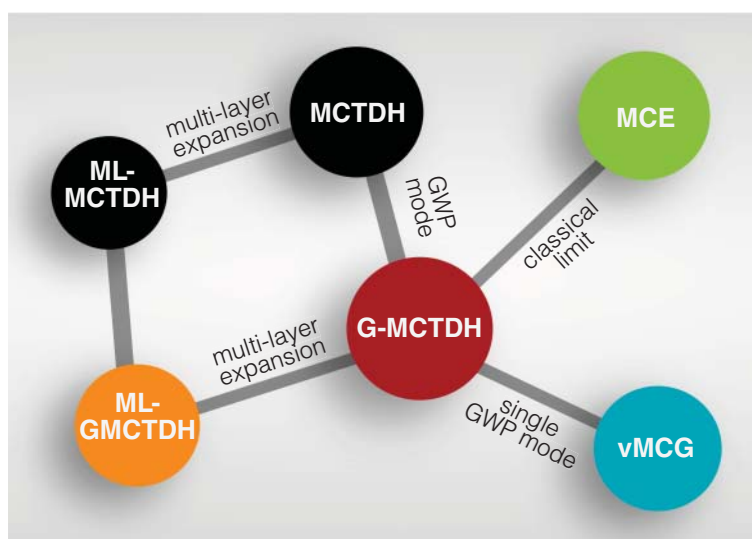 multi-layer
expansion
MCTDH
MCE
ML-
MCTDH
GWP
mode
classical
limit
G-MCTDH
multi-layer
expansion
ML-
GMCTDH
single
GWP mode
vMCG